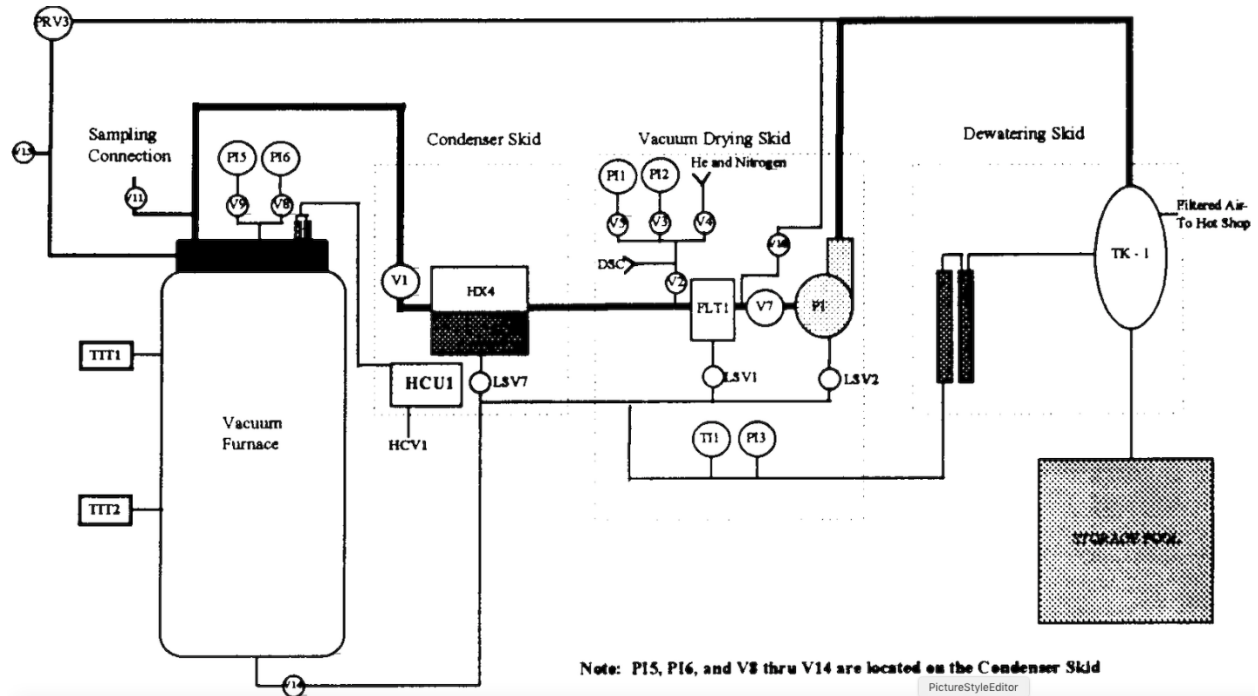 PRV3
Sampling
Connection
Condenser Skid
Vacuum Drying Skid
Dewatering Skid
He and Nitrogen
PI5
PI6
PI1
PI2
V11
V9
V8
V5
V3
V4
Filtered Air-
To Hot Shop
DSC
V2
TK - 1
V1
HX4
FLT1
V7
P1
TTT1
HCU1
LSV7
LSV1
LSV2
Vacuum
Furnace
HCV1
TI1
PI3
TTT2
STORAGE POOL
V14
Note: PI5, PI6, and V8 thru V14 are located on the Condenser Skid
PictureStyleEditor